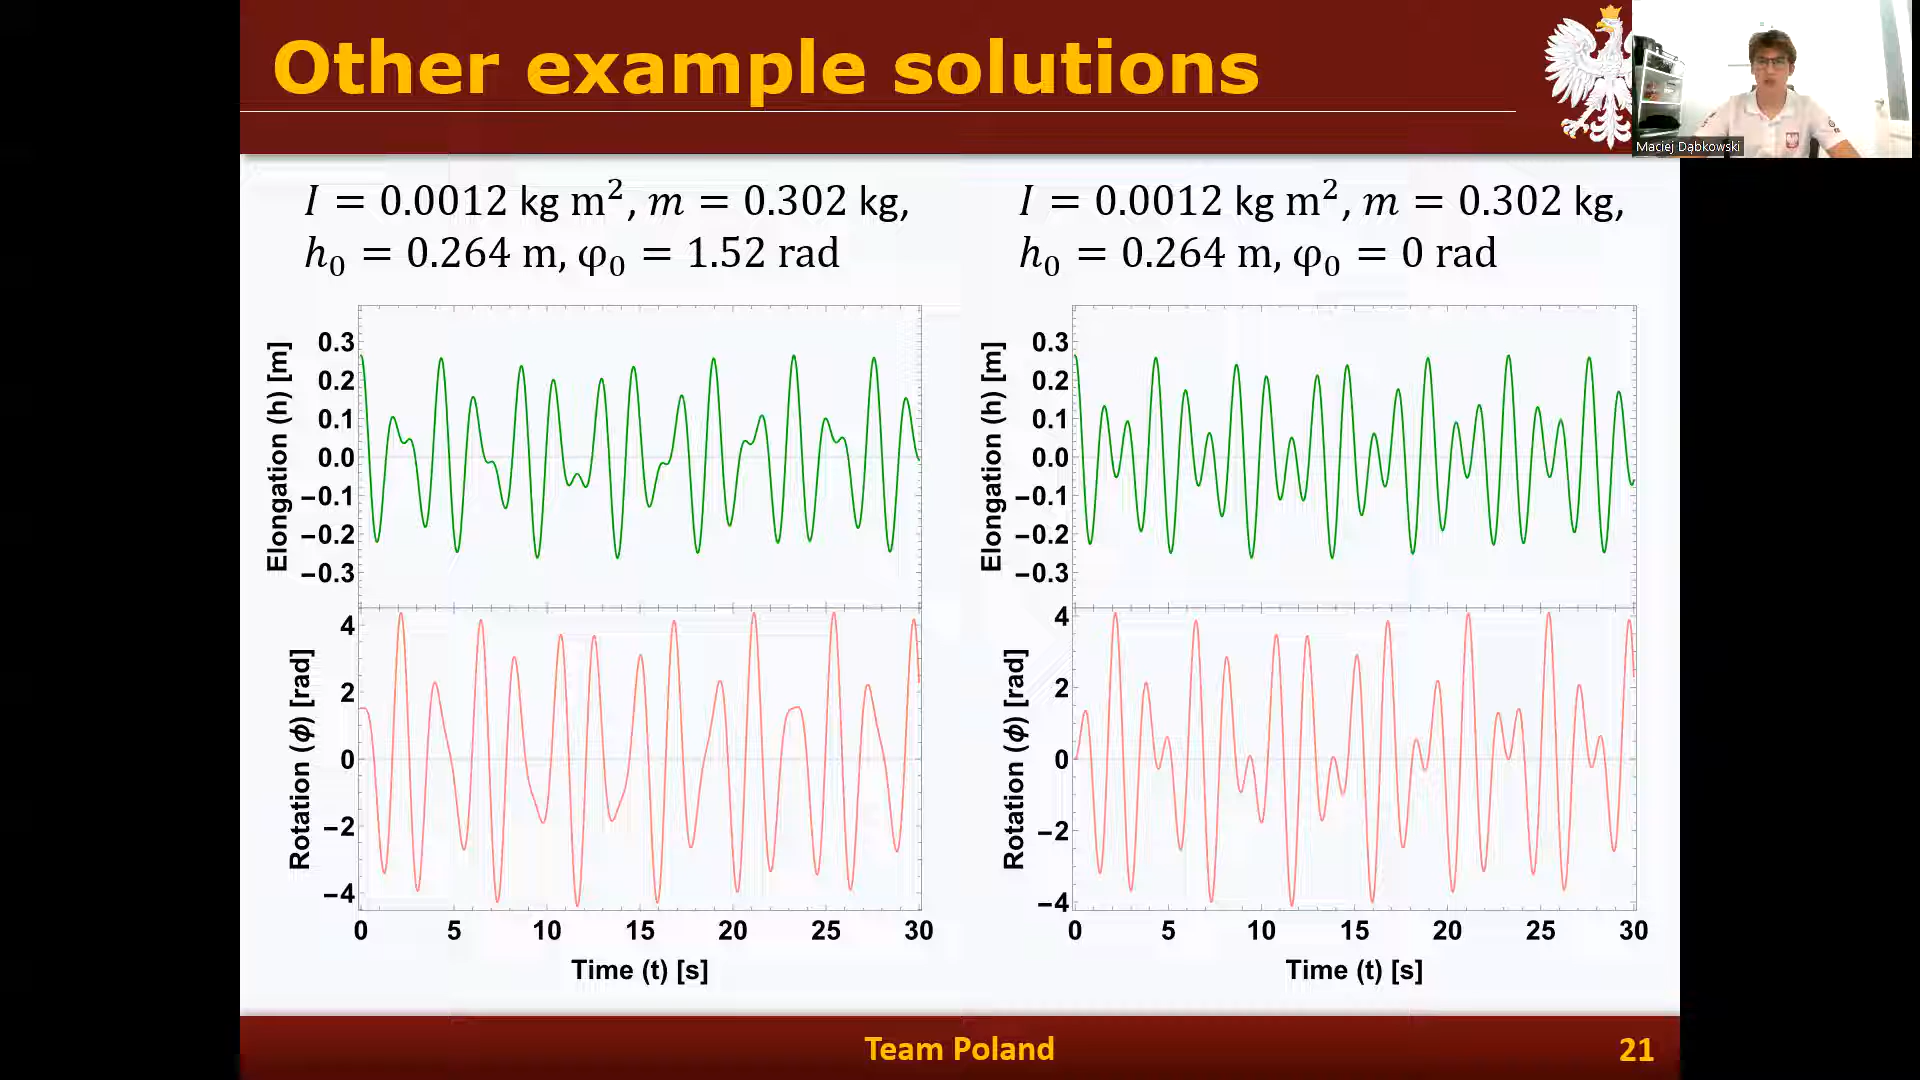 Other example solutions
Maciej Dąbkowski
I = 0.0012 kg m², m = 0.302 kg,
h₀ = 0.264 m, φ₀ = 1.52 rad
I = 0.0012 kg m², m = 0.302 kg,
h₀ = 0.264 m, φ₀ = 0 rad
Elongation (h) [m]
0.3
0.2
0.1
0.0
−0.1
−0.2
−0.3
Rotation (ϕ) [rad]
4
2
0
−2
−4
0 5 10 15 20 25 30
Time (t) [s]
Elongation (h) [m]
0.3
0.2
0.1
0.0
−0.1
−0.2
−0.3
Rotation (ϕ) [rad]
4
2
0
−2
−4
0 5 10 15 20 25 30
Time (t) [s]
Team Poland
21